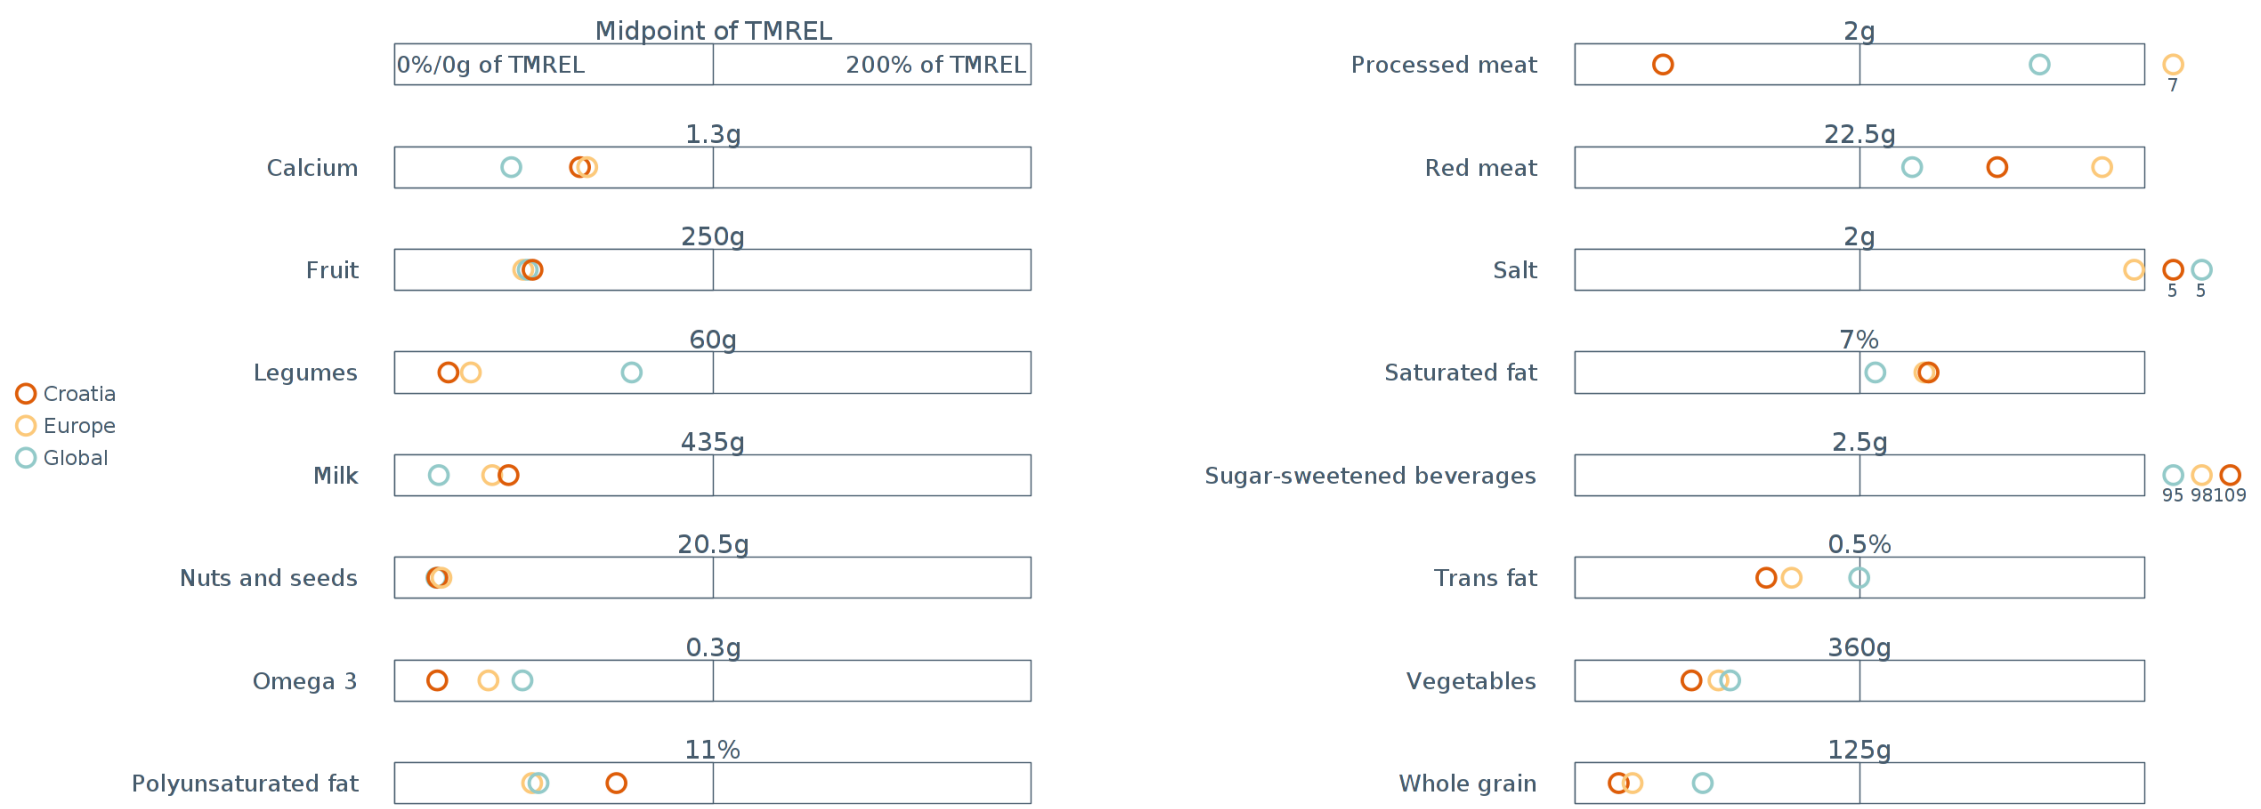 Midpoint of TMREL
0%/0g of TMREL 200% of TMREL
Calcium 1.3g
Fruit 250g
Legumes 60g
Milk 435g
Nuts and seeds 20.5g
Omega 3 0.3g
Polyunsaturated fat 11%
Croatia
Europe
Global
Processed meat 2g
7
Red meat 22.5g
Salt 2g
5 5
Saturated fat 7%
Sugar-sweetened beverages 2.5g
95 98 109
Trans fat 0.5%
Vegetables 360g
Whole grain 125g